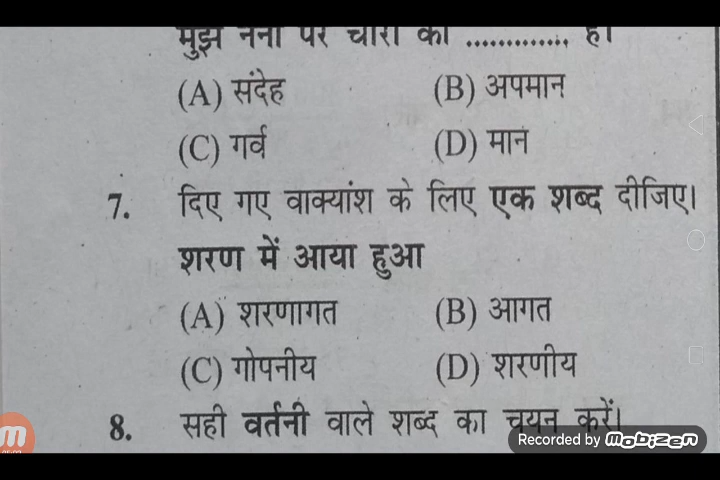 मुझे नैना पर चोरी का ............. है।
(A) संदेह (B) अपमान
(C) गर्व (D) मान
7. दिए गए वाक्यांश के लिए एक शब्द दीजिए।
शरण में आया हुआ
(A) शरणागत (B) आगत
(C) गोपनीय (D) शरणीय
8. सही वर्तनी वाले शब्द का चयन करें।
Recorded by mobizen
m